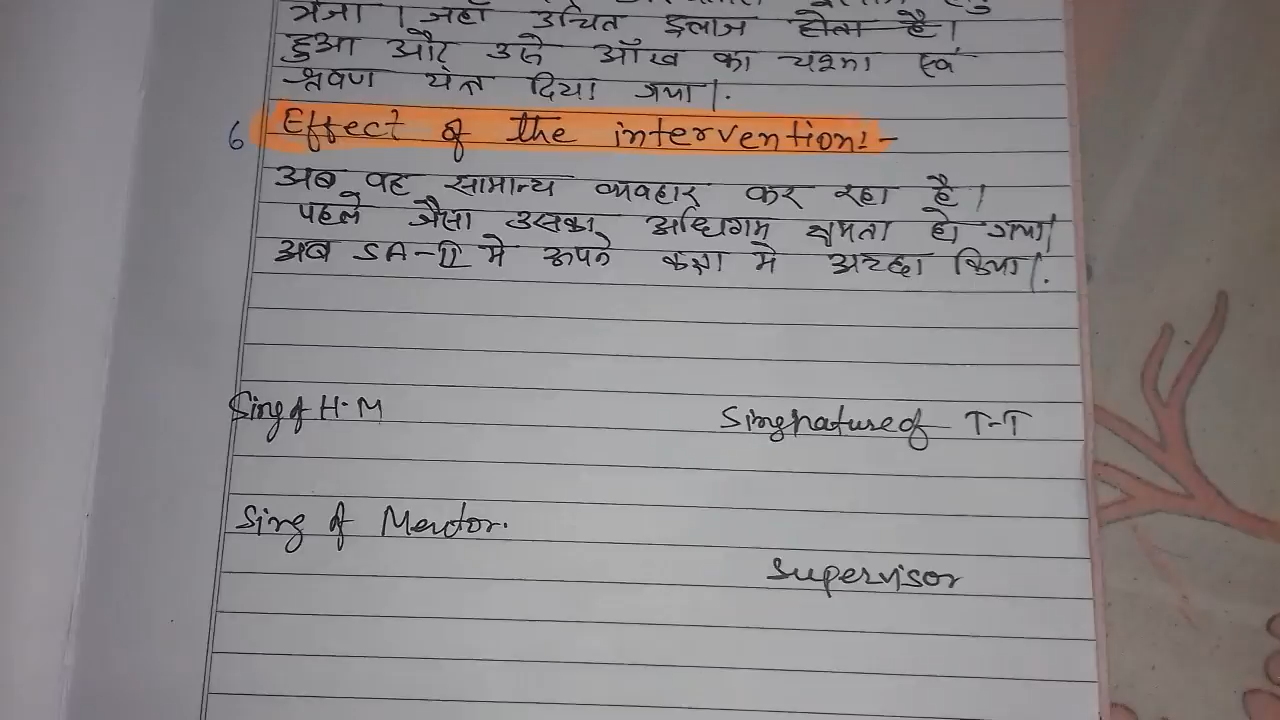 भेजा । जहाँ उचित इलाज होता है।
हुआ और उसे आँख का चश्मा एवं
श्रवण यंत्र दिया गया।.
6 Effect of the intervention:-
अब वह सामान्य व्यवहार कर रहा है।
पहले जैसा उसका अधिगम क्षमता हो गया।
अब SA-II मे अपने कक्षा मे अच्छा किया।.
Sing of H.M Singnature of T-T
Sing of Mentor.
Supervisor